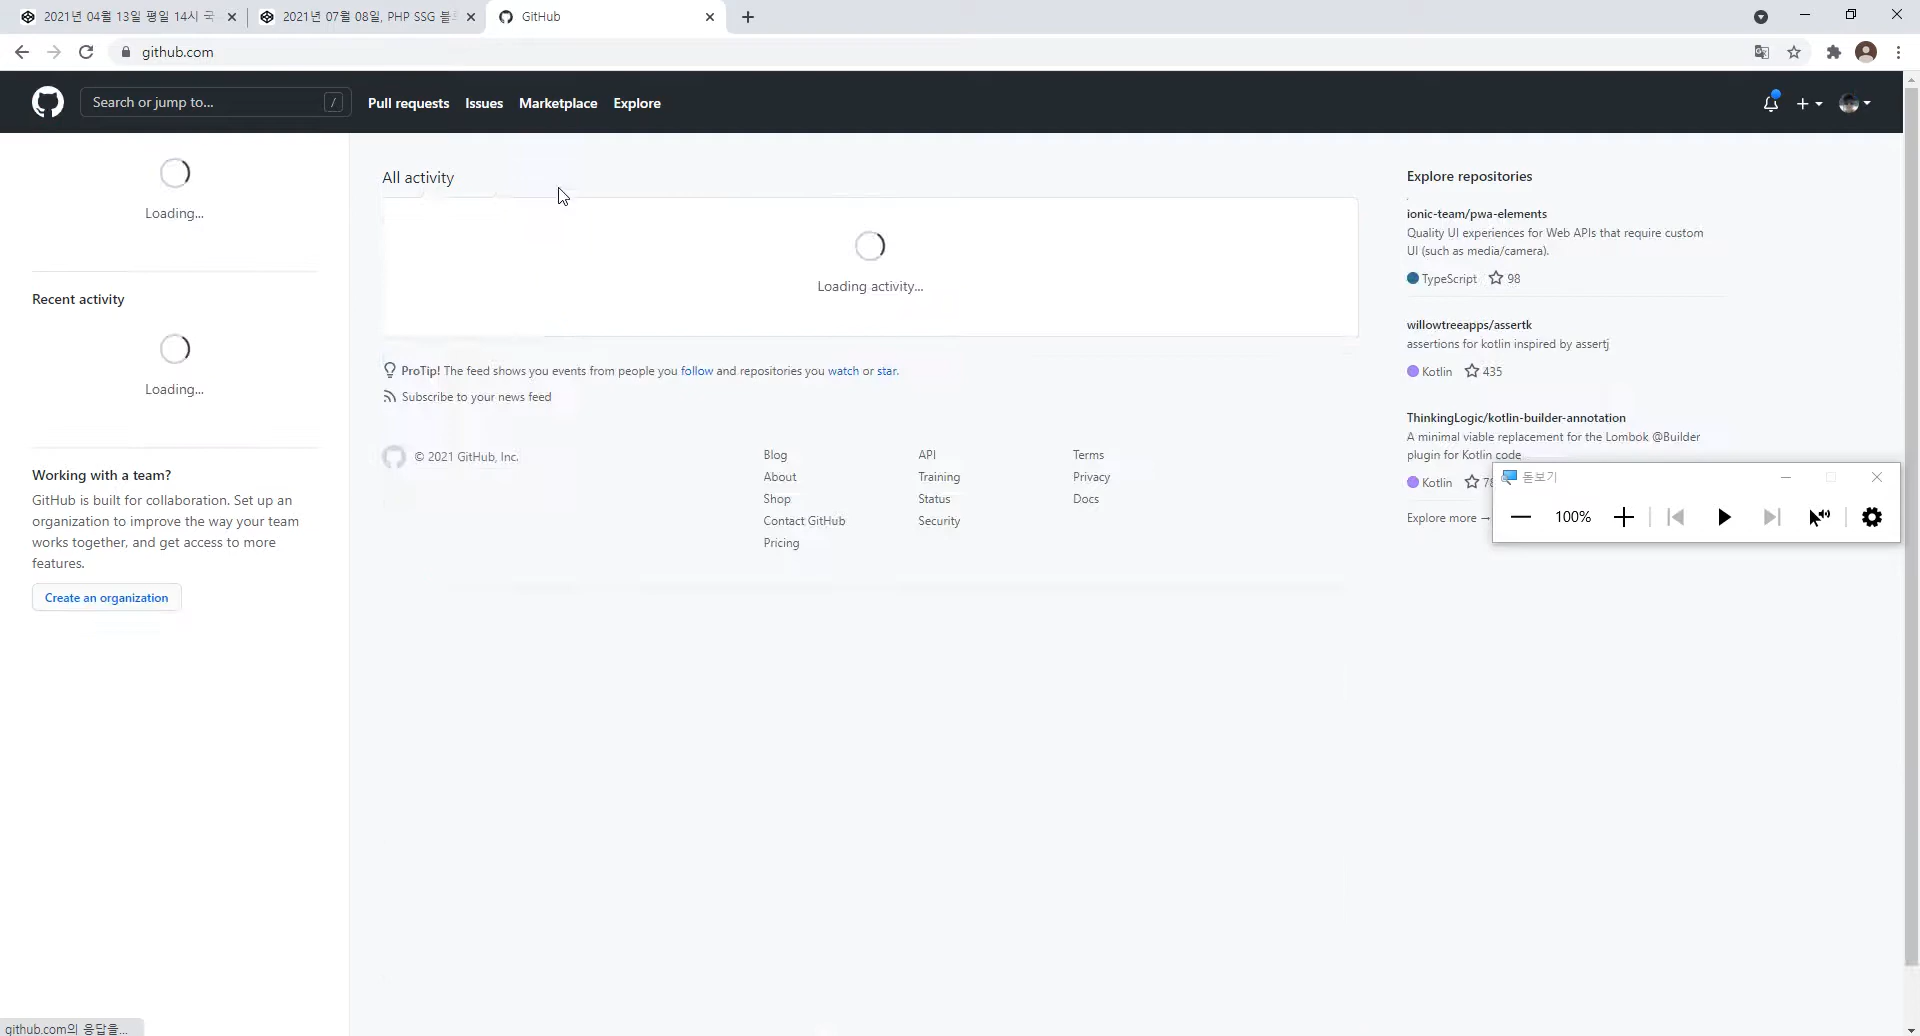 2021년 04월 13일 평일 14시 국
2021년 07월 08일, PHP SSG 블
GitHub
github.com
Search or jump to...
/
Pull requests
Issues
Marketplace
Explore
Loading...
Recent activity
Loading...
Working with a team?
GitHub is built for collaboration. Set up an
organization to improve the way your team
works together, and get access to more
features.
Create an organization
All activity
Loading activity...
ProTip! The feed shows you events from people you follow and repositories you watch or star.
Subscribe to your news feed
© 2021 GitHub, Inc.
Blog
About
Shop
Contact GitHub
Pricing
API
Training
Status
Security
Terms
Privacy
Docs
Explore repositories
ionic-team/pwa-elements
Quality UI experiences for Web APIs that require custom
UI (such as media/camera).
TypeScript 98
willowtreeapps/assertk
assertions for kotlin inspired by assertj
Kotlin 435
ThinkingLogic/kotlin-builder-annotation
A minimal viable replacement for the Lombok @Builder
plugin for Kotlin code
Kotlin 78
Explore more →
돋보기
100%
github.com의 응답을...